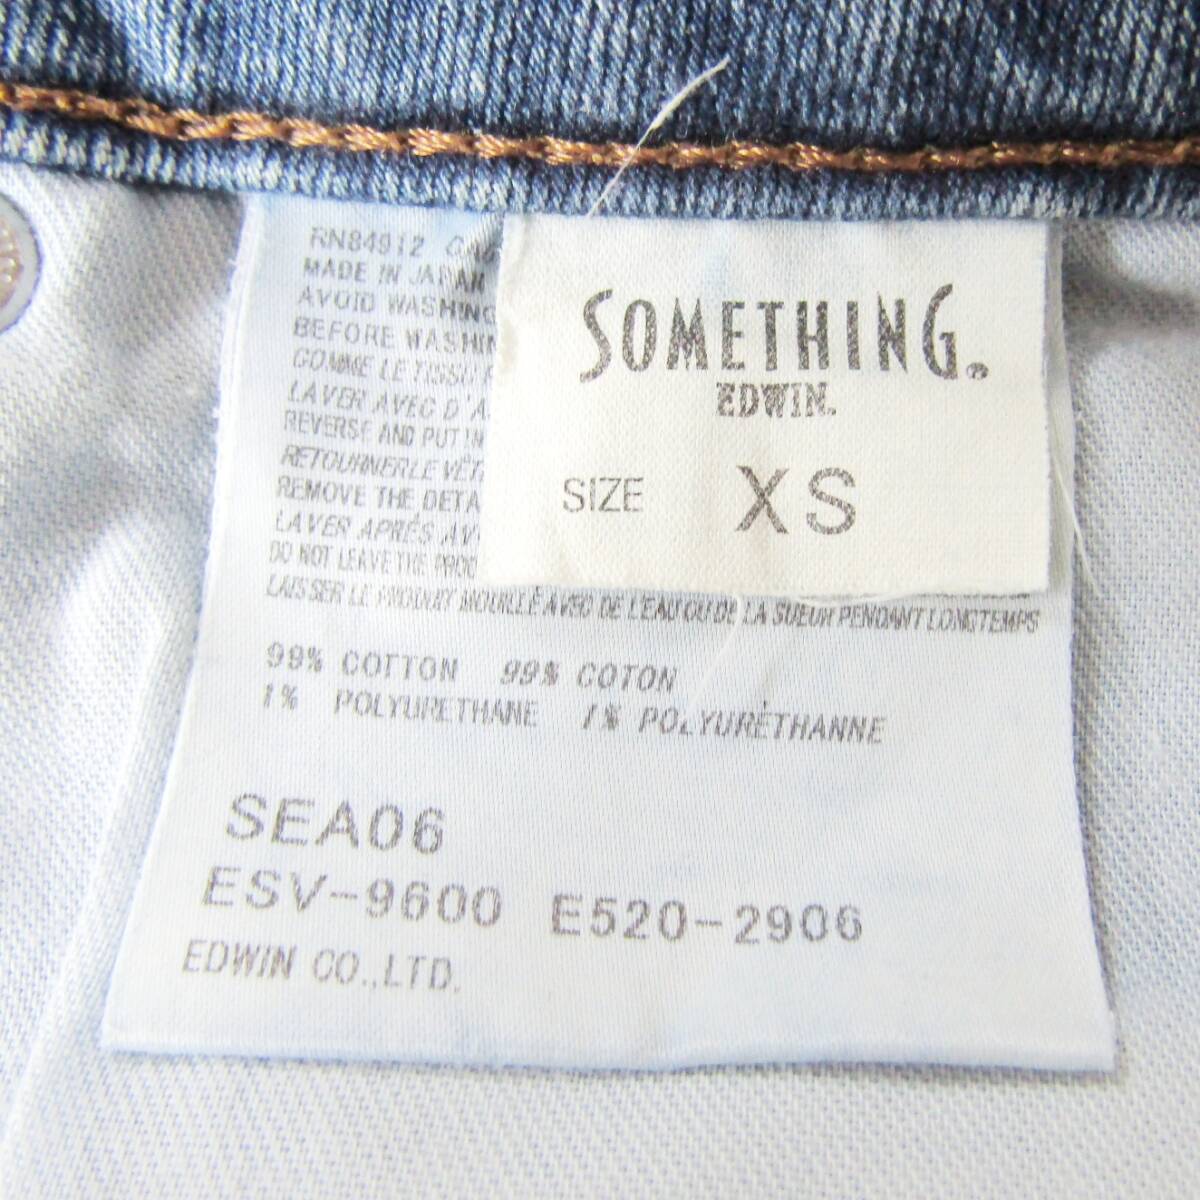 RN84912
MADE IN JAPAN
AVOID WASHING
BEFORE WASHIN
COMME LE TISSU
LAVER AVEC D'A
REVERSE AND PUT IN
RETOURNER LE VÊT
REMOVE THE DETA
LAVER APRÈS AV
DO NOT LEAVE THE PROD
LAISSER LE PRODUIT MOUILLÉ AVEC DE L'EAU OU DE LA SUEUR PENDANT LONGTEMPS
SOMETHING.
EDWIN.
SIZE XS
99% COTTON 99% COTON
1% POLYURETHANE 1% POLYURÉTHANNE
SEA06
ESV-9600 E520-2906
EDWIN CO.,LTD.